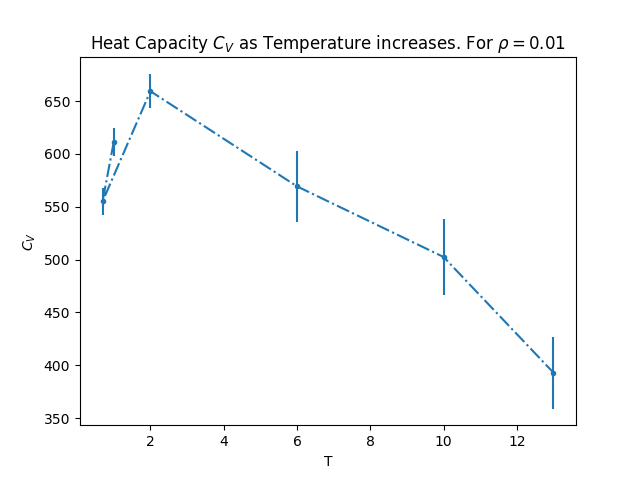 Heat Capacity $C_V$ as Temperature increases. For $\rho = 0.01$
650
600
550
500
450
400
350
$C_V$
2 4 6 8 10 12
T